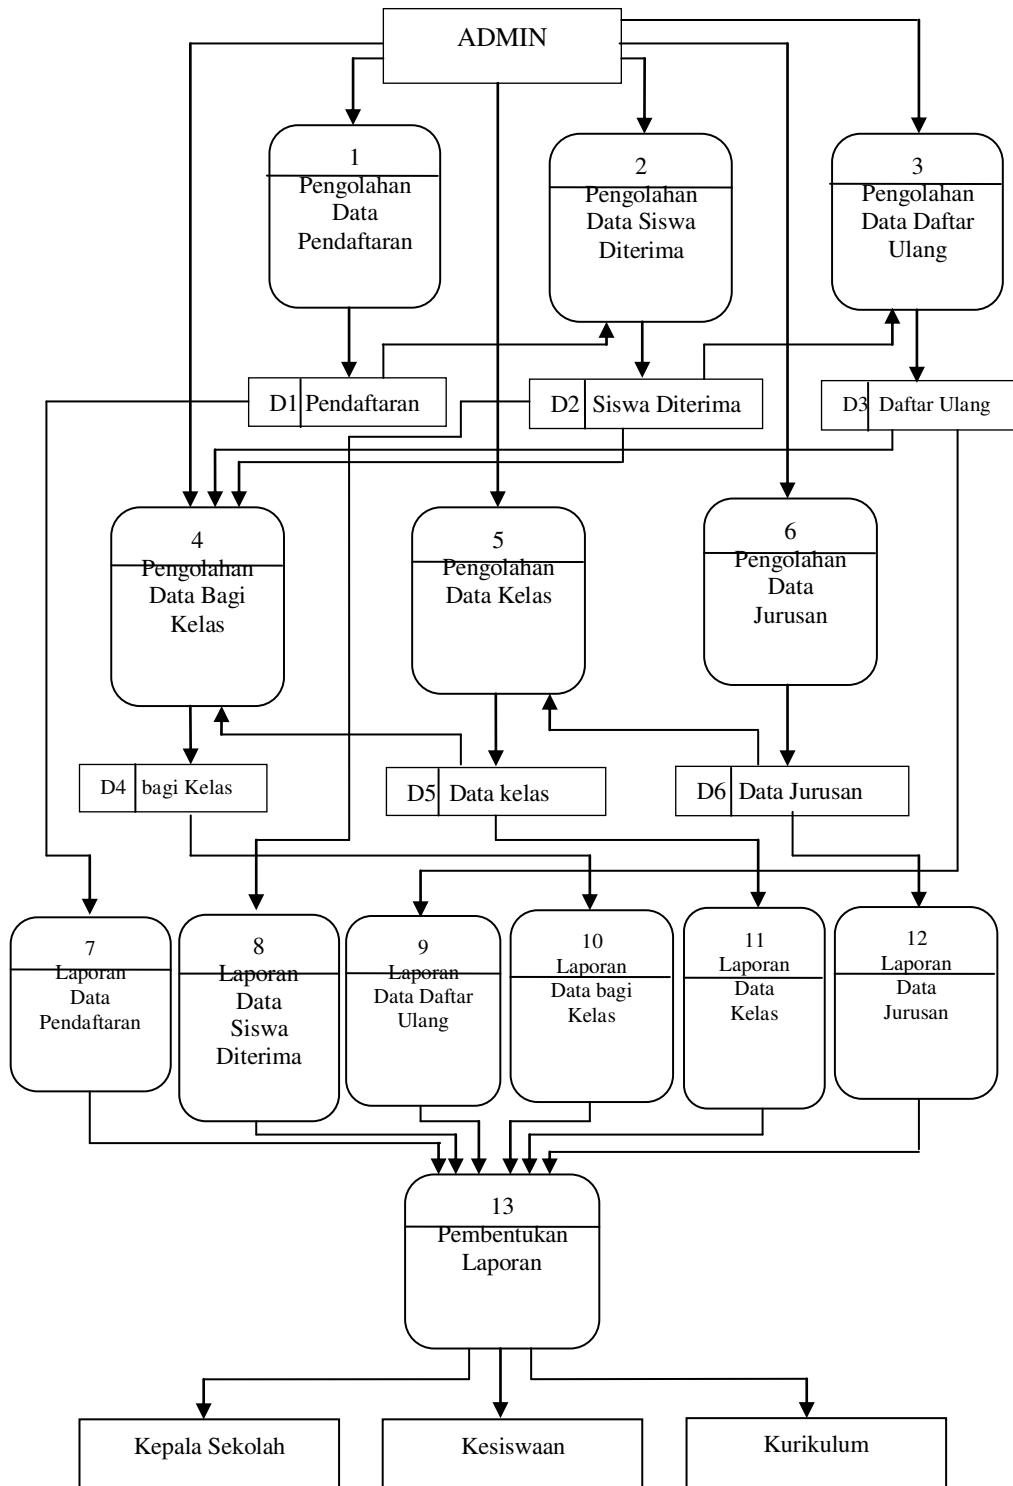 ADMIN
1
Pengolahan
Data
Pendaftaran
2
Pengolahan
Data Siswa
Diterima
3
Pengolahan
Data Daftar
Ulang
D1 Pendaftaran
D2 Siswa Diterima
D3 Daftar Ulang
4
Pengolahan
Data Bagi
Kelas
5
Pengolahan
Data Kelas
6
Pengolahan
Data
Jurusan
D4 bagi Kelas
D5 Data kelas
D6 Data Jurusan
7
Laporan
Data
Pendaftaran
8
Laporan
Data
Siswa
Diterima
9
Laporan
Data Daftar
Ulang
10
Laporan
Data bagi
Kelas
11
Laporan
Data
Kelas
12
Laporan
Data
Jurusan
13
Pembentukan
Laporan
Kepala Sekolah
Kesiswaan
Kurikulum